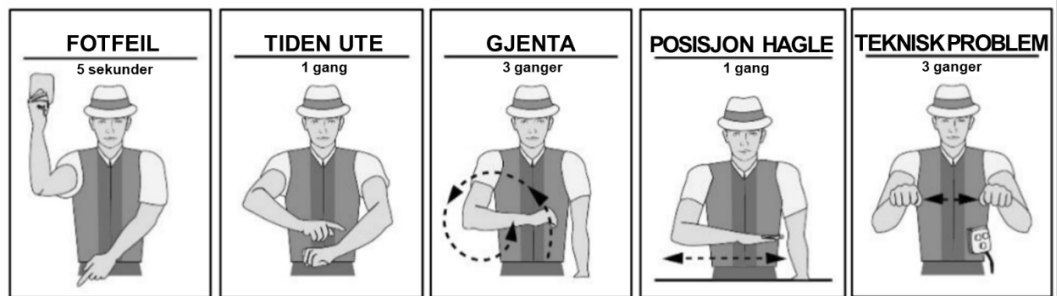 FOTFEIL
5 sekunder
TIDEN UTE
1 gang
GJENTA
3 ganger
POSISJON HAGLE
1 gang
TEKNISK PROBLEM
3 ganger